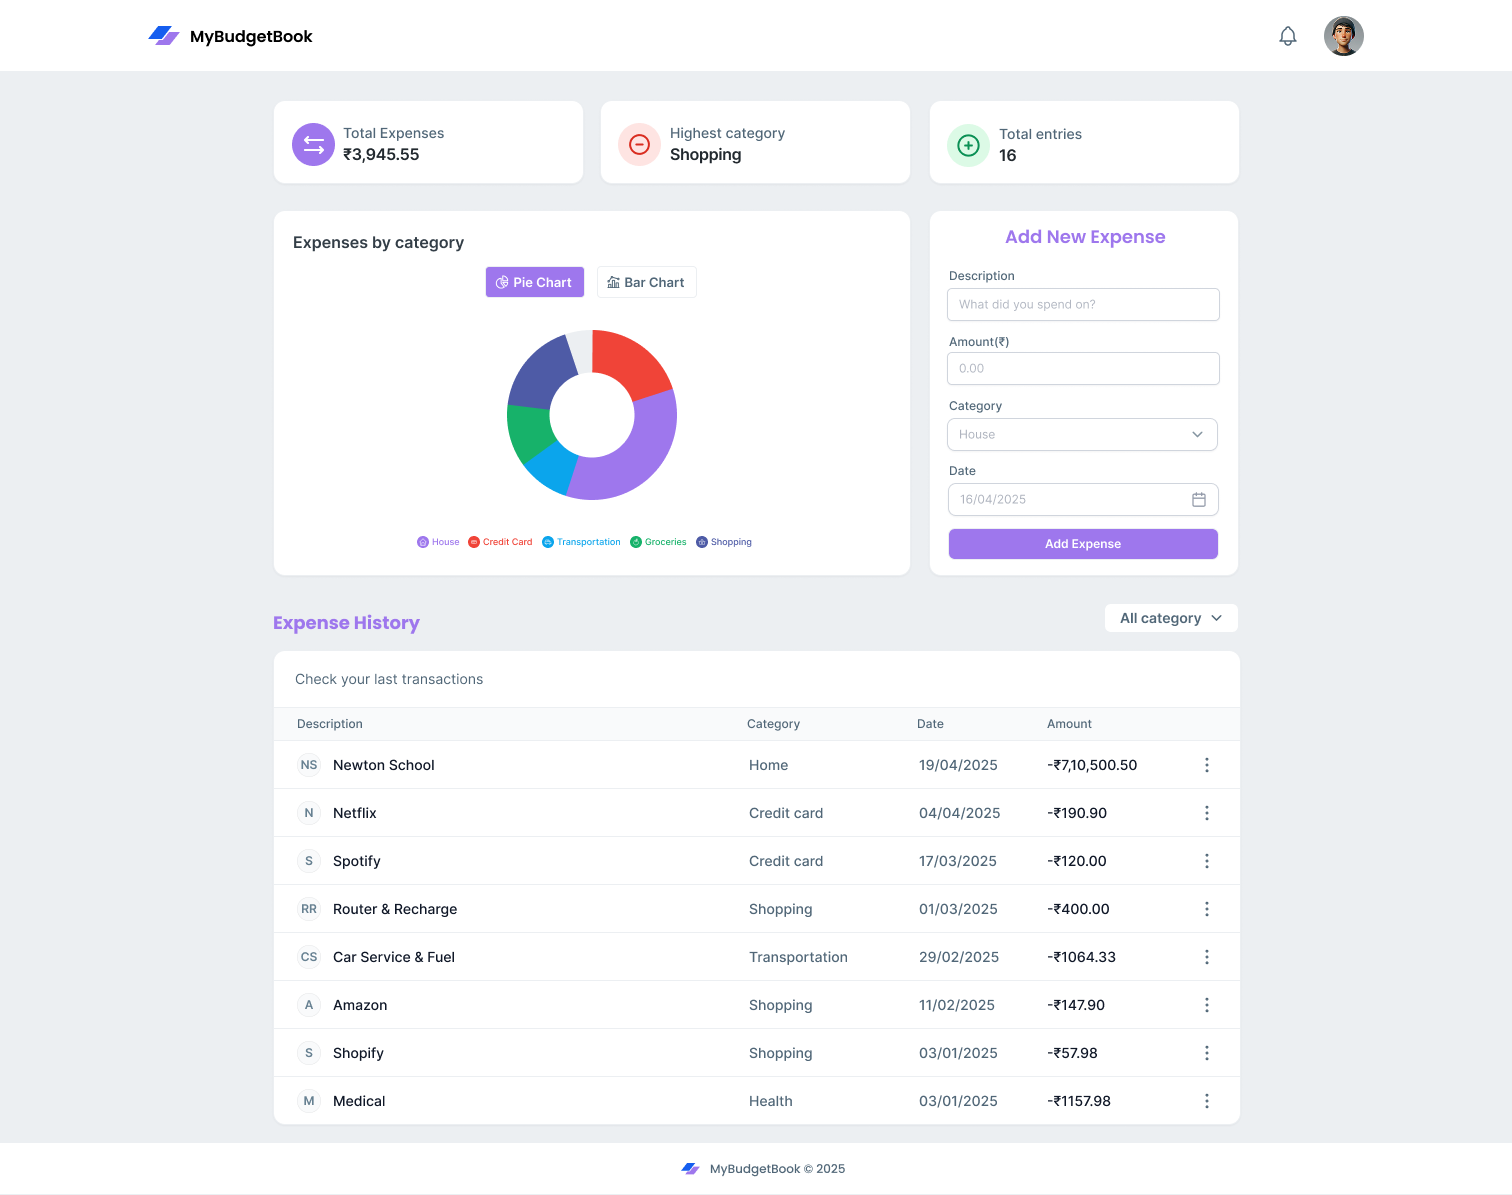 MyBudgetBook
Total Expenses
₹3,945.55
Highest category
Shopping
Total entries
16
Expenses by category
Pie Chart
Bar Chart
House
Credit Card
Transportation
Groceries
Shopping
Add New Expense
Description
What did you spend on?
Amount(₹)
0.00
Category
House
Date
16/04/2025
Add Expense
Expense History
All category
Check your last transactions
Description Category Date Amount
NS Newton School Home 19/04/2025 -₹7,10,500.50
N Netflix Credit card 04/04/2025 -₹190.90
S Spotify Credit card 17/03/2025 -₹120.00
RR Router & Recharge Shopping 01/03/2025 -₹400.00
CS Car Service & Fuel Transportation 29/02/2025 -₹1064.33
A Amazon Shopping 11/02/2025 -₹147.90
S Shopify Shopping 03/01/2025 -₹57.98
M Medical Health 03/01/2025 -₹1157.98
MyBudgetBook © 2025